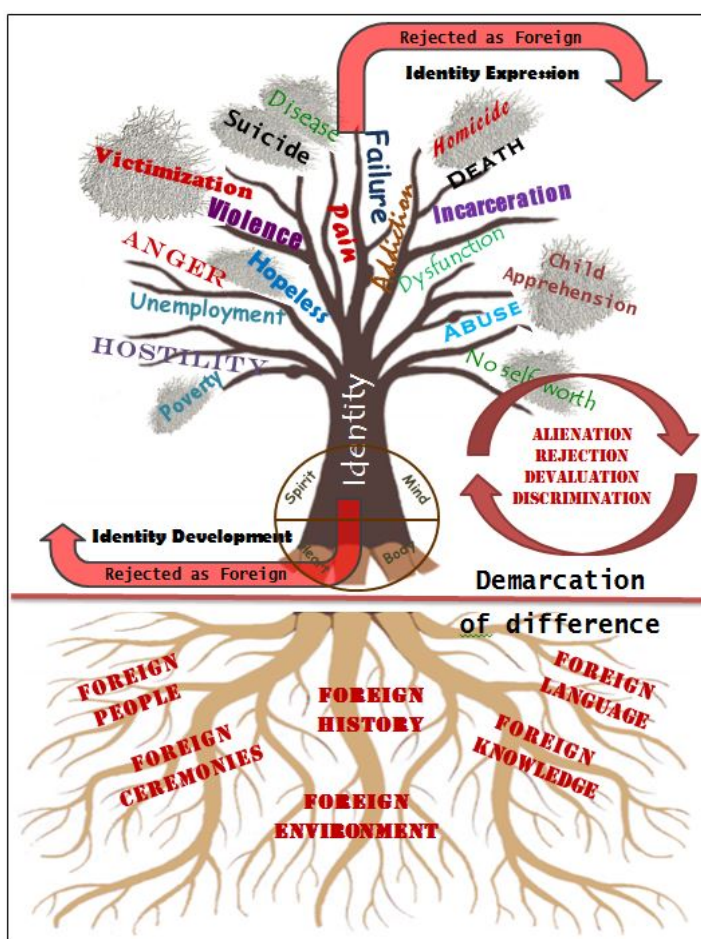 Rejected as Foreign
Identity Expression
Disease
Suicide
Failure
Homicide
DEATH
Victimization
Violence
Pain
Addiction
Incarceration
ANGER
Hopeless
Dysfunction
Child
Apprehension
Unemployment
ABUSE
HOSTILITY
No self worth
Poverty
Identity
ALIENATION
REJECTION
DEVALUATION
DISCRIMINATION
Spirit
Mind
Identity Development
Heart
Body
Rejected as Foreign
Demarcation
of difference
FOREIGN
PEOPLE
FOREIGN
HISTORY
FOREIGN
LANGUAGE
FOREIGN
CEREMONIES
FOREIGN
KNOWLEDGE
FOREIGN
ENVIRONMENT